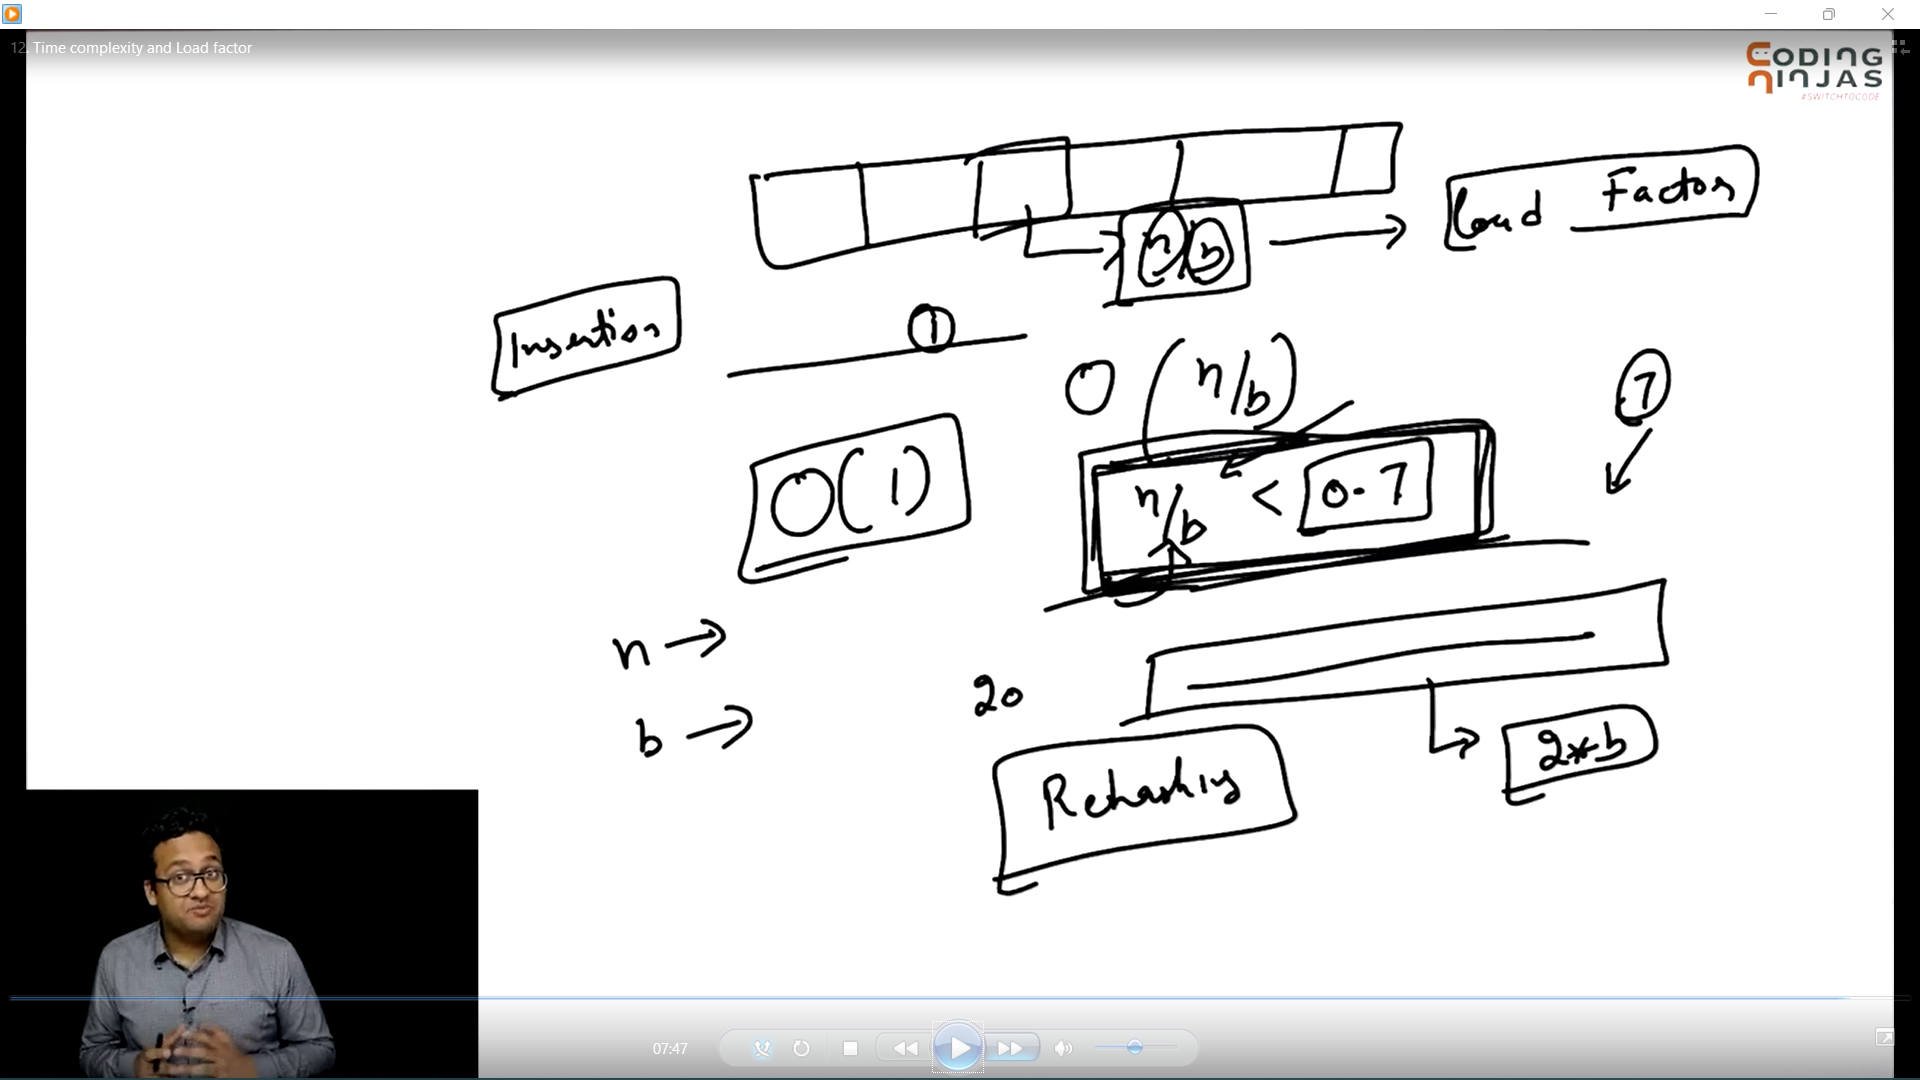 12. Time complexity and Load factor
CODING
NINJAS
#SWITCHTOCODE
Load Factor
n/b
Insertion
1
O(n/b)
7
O(1)
n/b < 0.7
n →
20
b →
2*b
Rehashing
07:47